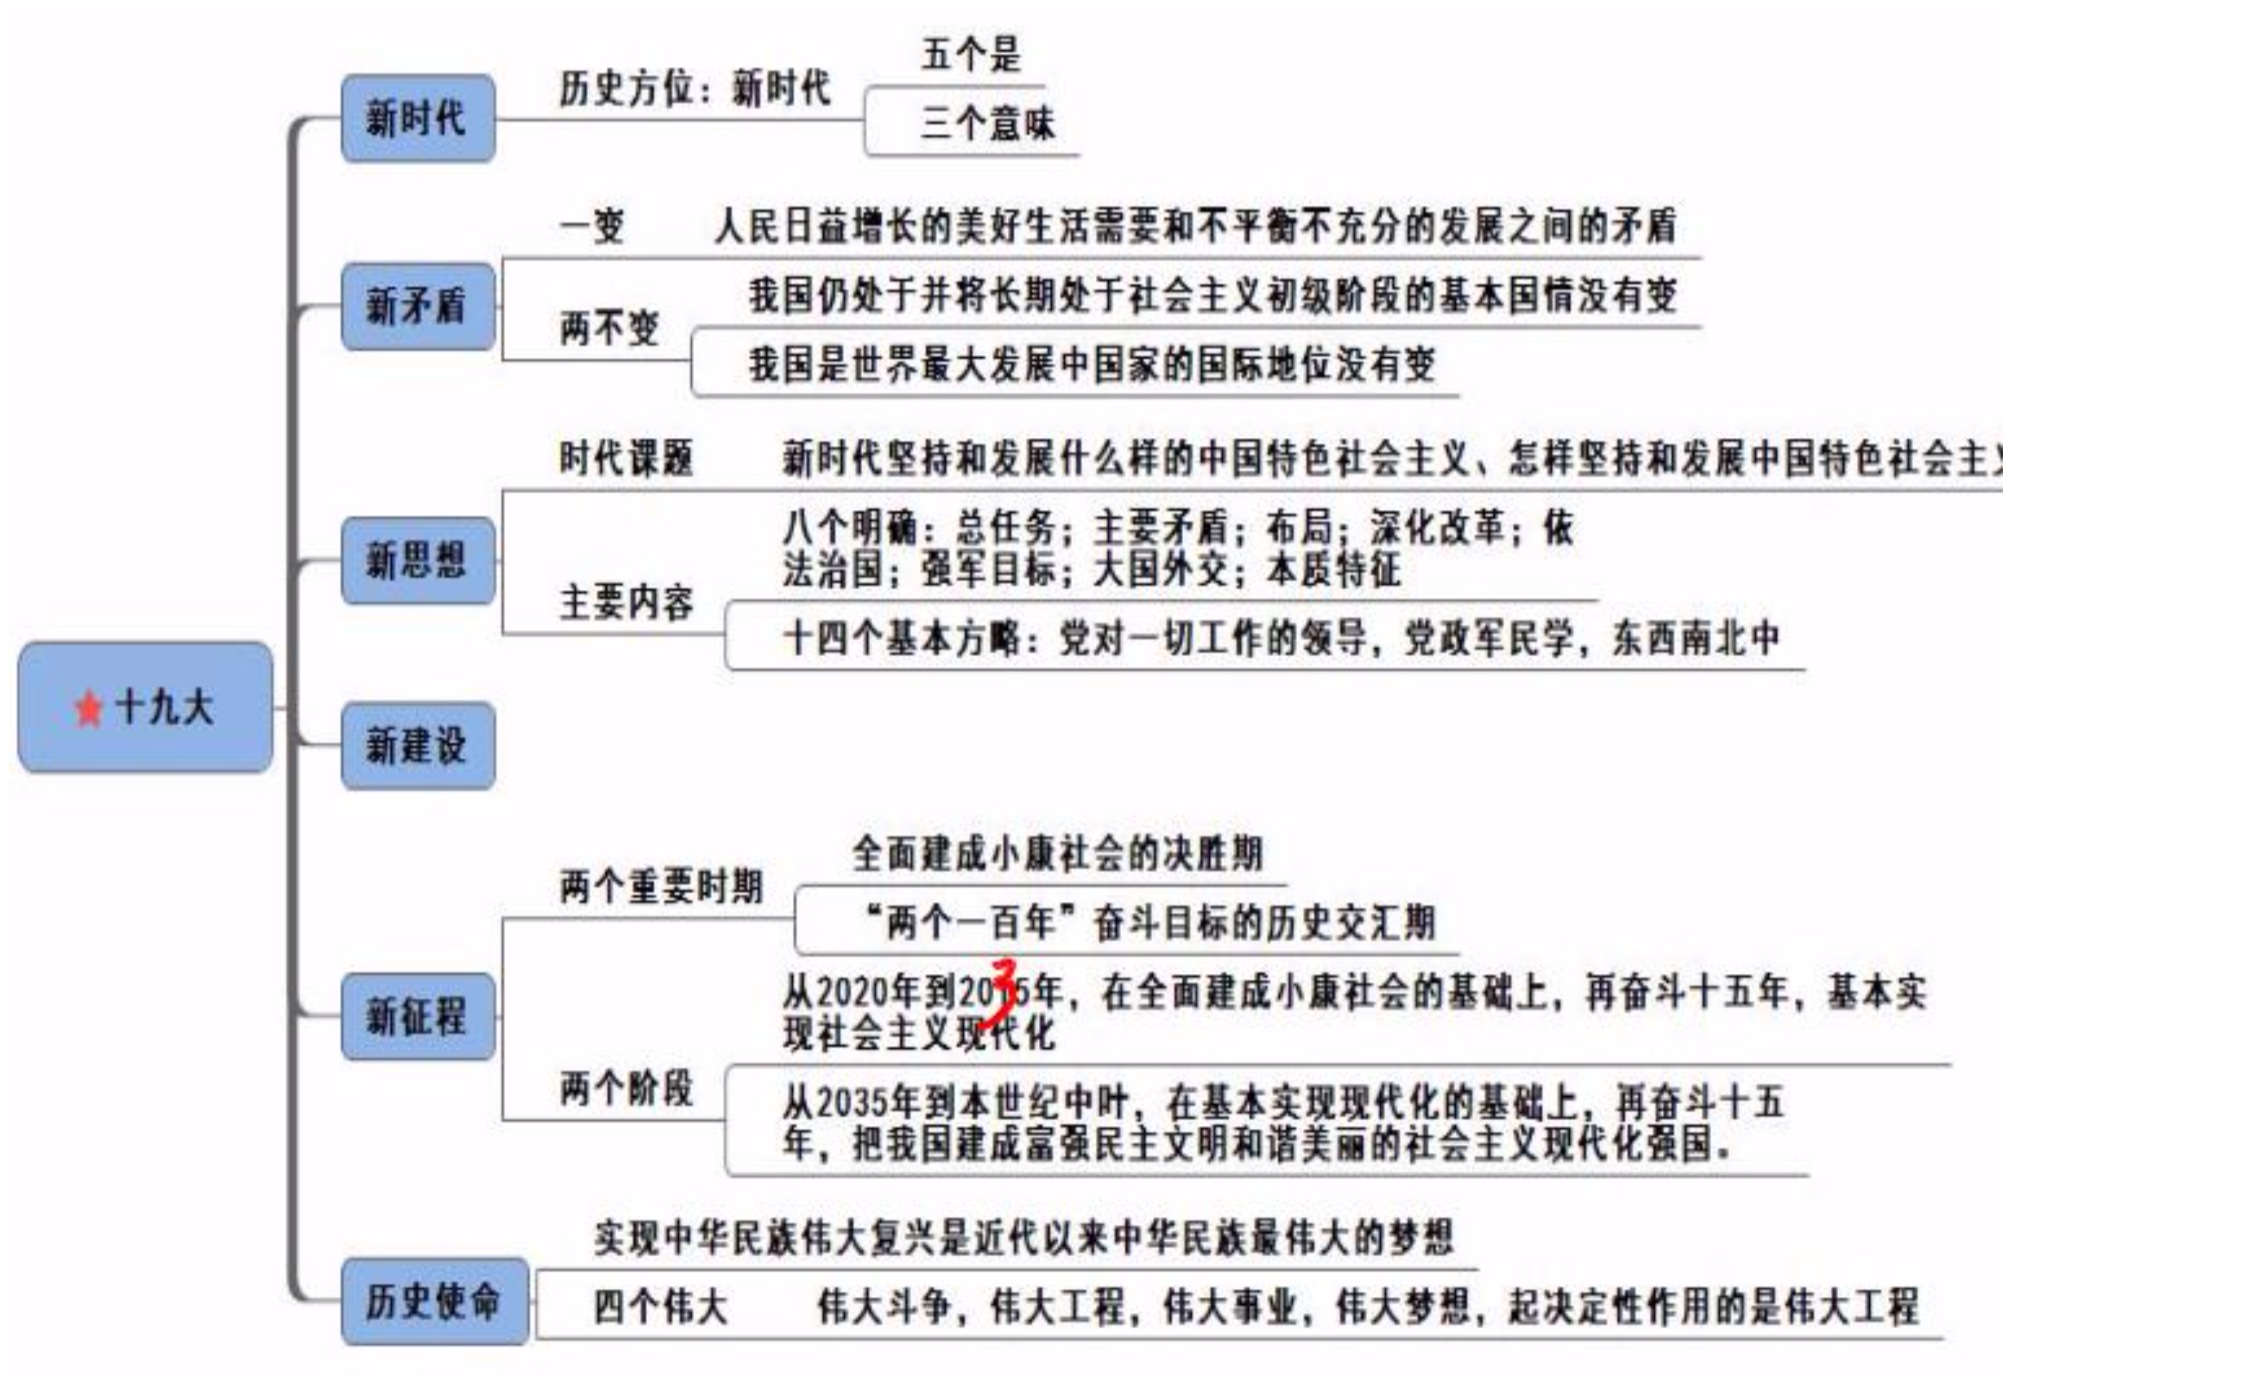 十九大
新时代
历史方位：新时代
五个是
三个意味
新矛盾
一变
人民日益增长的美好生活需要和不平衡不充分的发展之间的矛盾
两不变
我国仍处于并将长期处于社会主义初级阶段的基本国情没有变
我国是世界最大发展中国家的国际地位没有变
新思想
时代课题
新时代坚持和发展什么样的中国特色社会主义、怎样坚持和发展中国特色社会主
主要内容
八个明确：总任务；主要矛盾；布局；深化改革；依
法治国；强军目标；大国外交；本质特征
十四个基本方略：党对一切工作的领导，党政军民学，东西南北中
新建设
新征程
两个重要时期
全面建成小康社会的决胜期
“两个一百年”奋斗目标的历史交汇期
两个阶段
从2020年到2035年，在全面建成小康社会的基础上，再奋斗十五年，基本实
现社会主义现代化
从2035年到本世纪中叶，在基本实现现代化的基础上，再奋斗十五
年，把我国建成富强民主文明和谐美丽的社会主义现代化强国。
历史使命
实现中华民族伟大复兴是近代以来中华民族最伟大的梦想
四个伟大
伟大斗争，伟大工程，伟大事业，伟大梦想，起决定性作用的是伟大工程